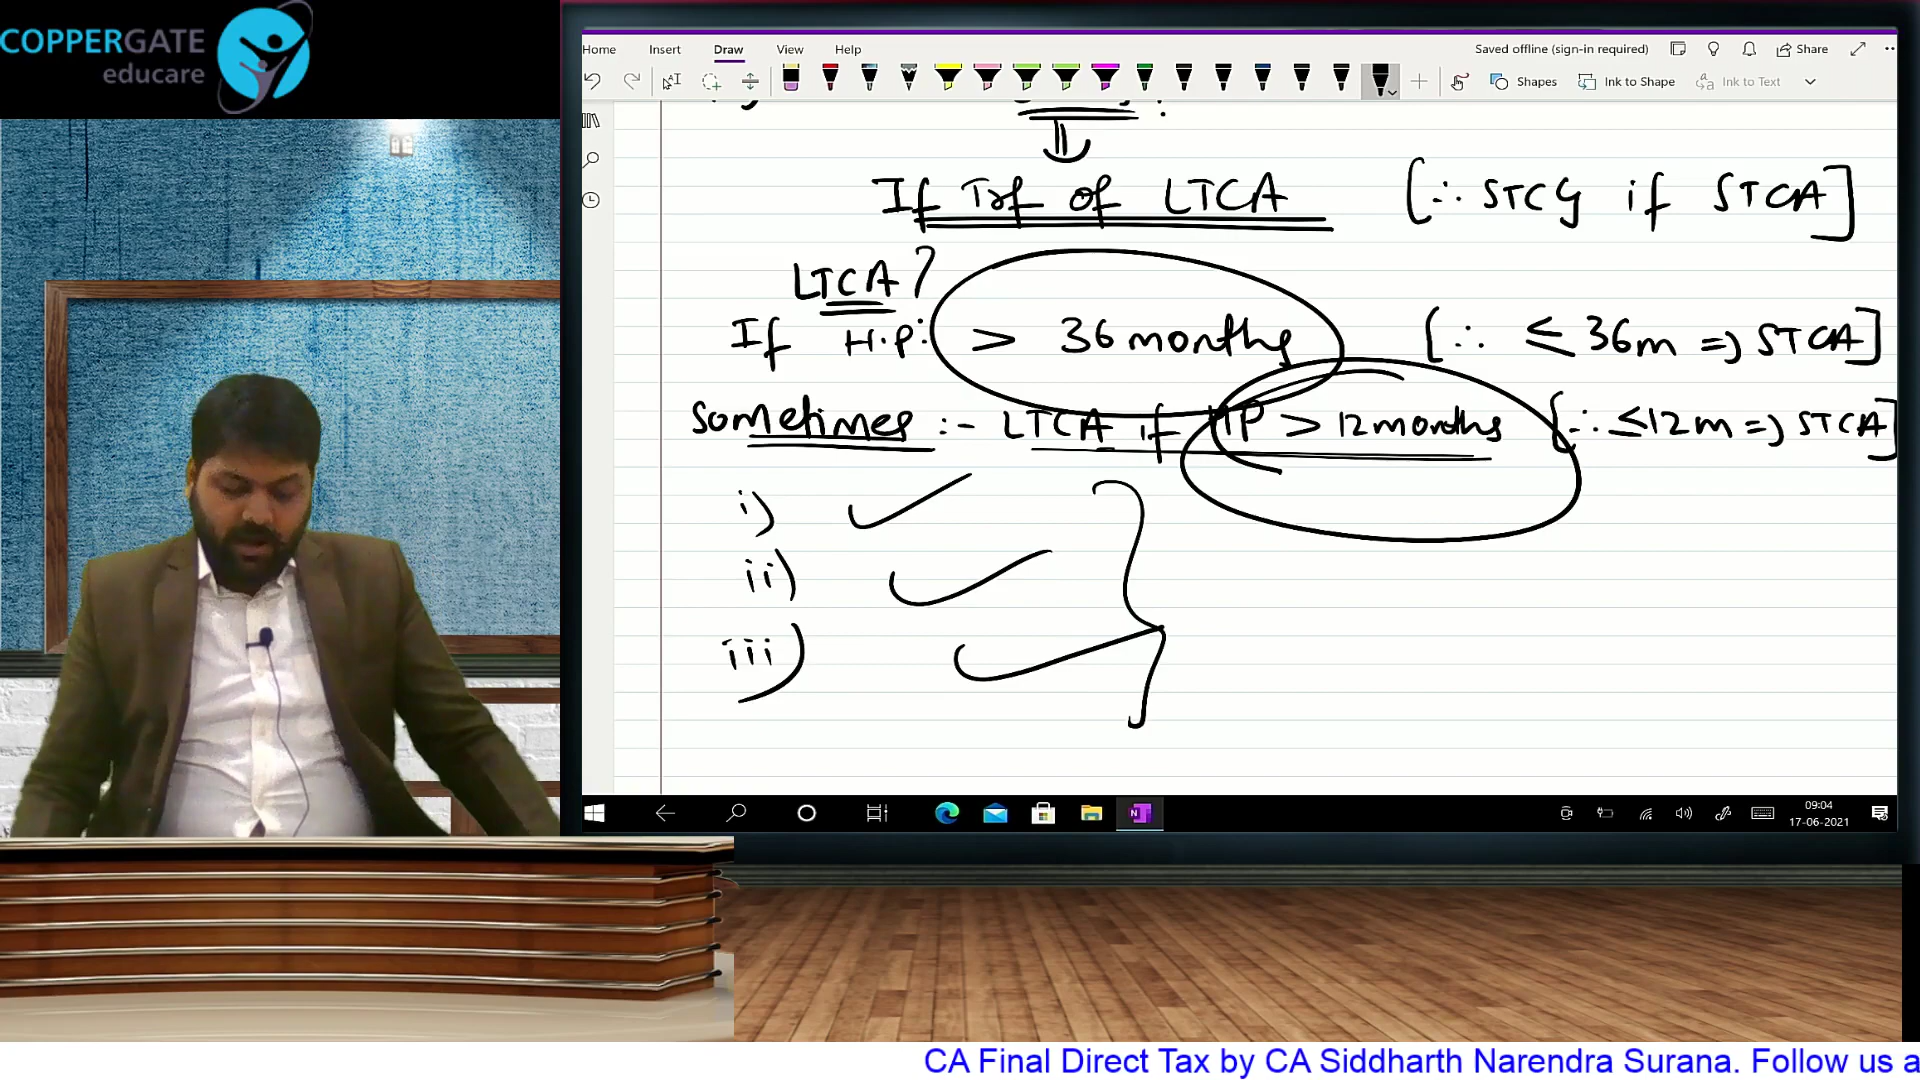 COPPERGATE
educare
Home Insert Draw View Help
Saved offline (sign-in required) Share
Shapes Ink to Shape Ink to Text
If Trf of LTCA [∴ STCG if STCA]
LTCA?
If H.P: > 36 months [∴ ≤ 36m => STCA]
Sometimes :- LTCA if HP > 12 months [∴ ≤12m => STCA]
i)
ii)
iii)
09:04
17-06-2021
CA Final Direct Tax by CA Siddharth Narendra Surana. Follow us a